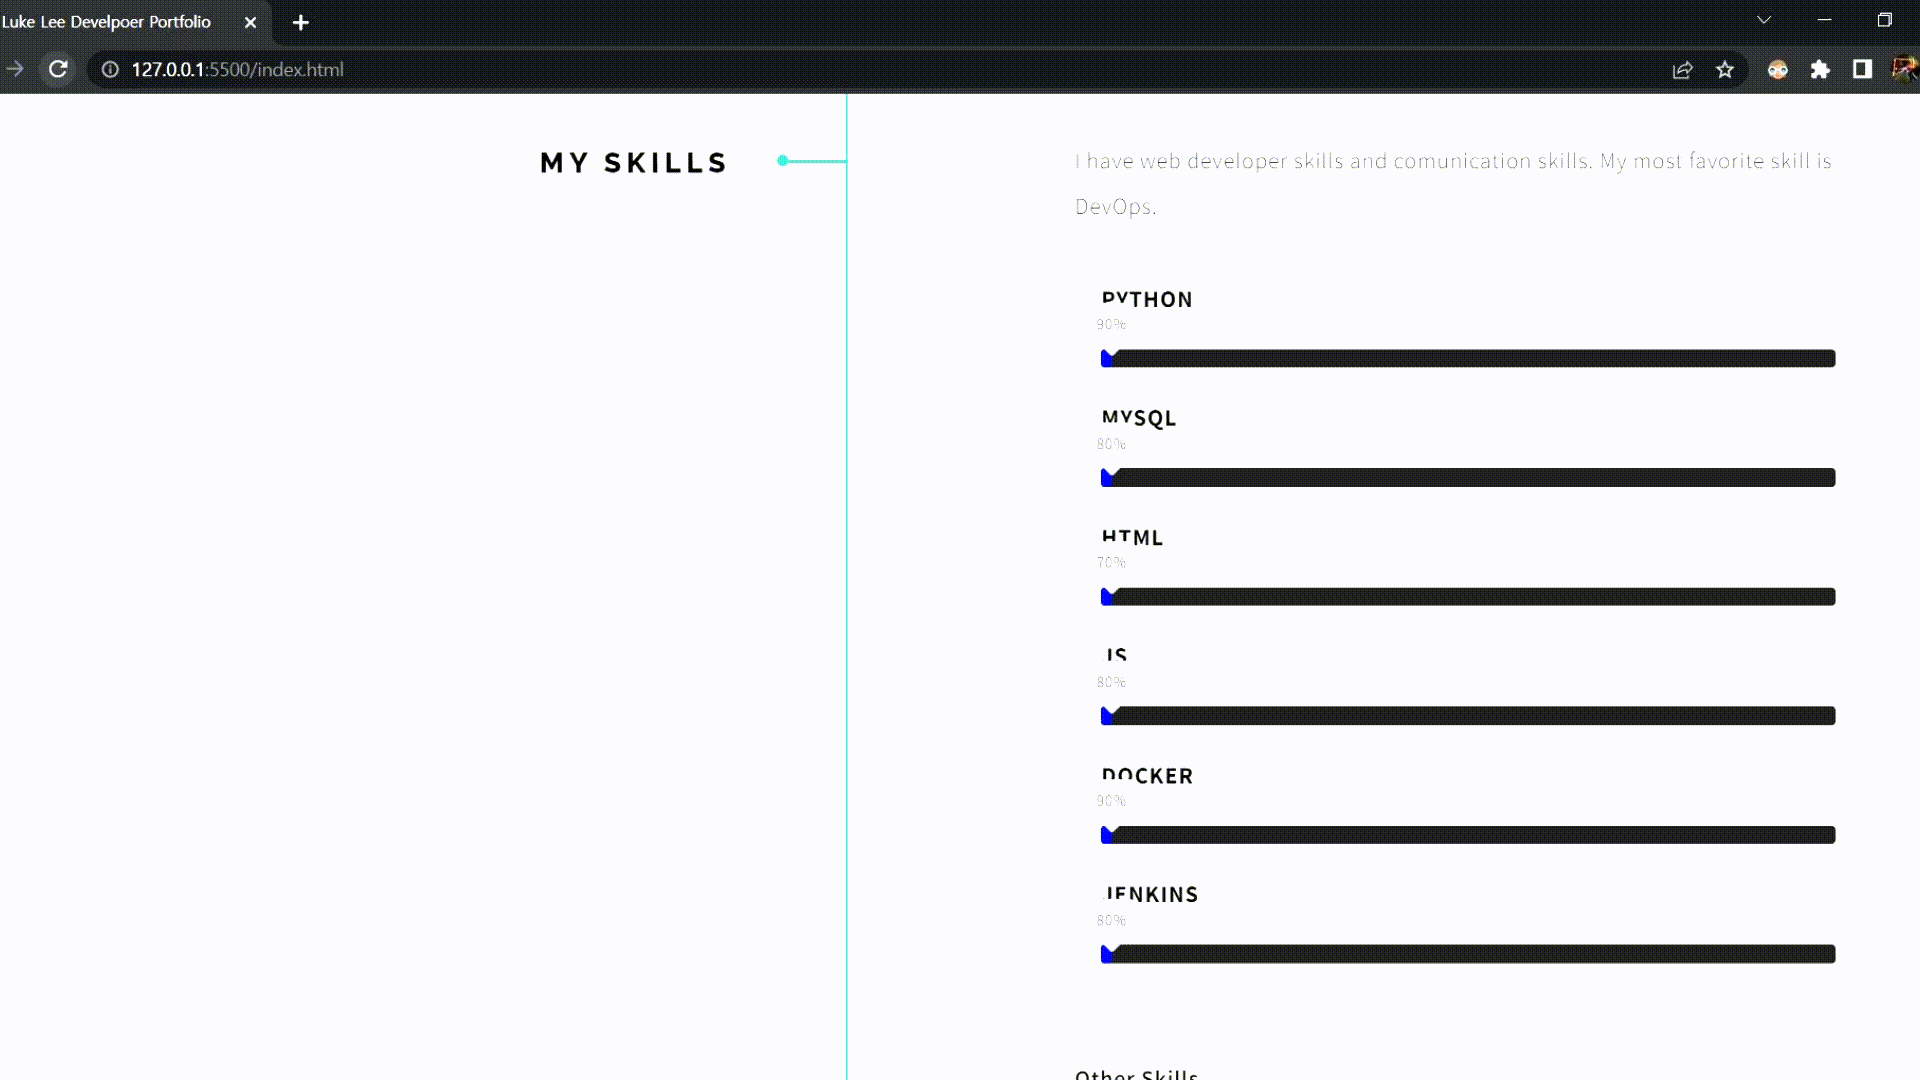 Luke Lee Develpoer Portfolio
127.0.0.1:5500/index.html
MY SKILLS
I have web developer skills and comunication skills. My most favorite skill is
DevOps.
PYTHON
90%
MYSQL
80%
HTML
70%
JS
80%
DOCKER
90%
JENKINS
80%
Other Skills